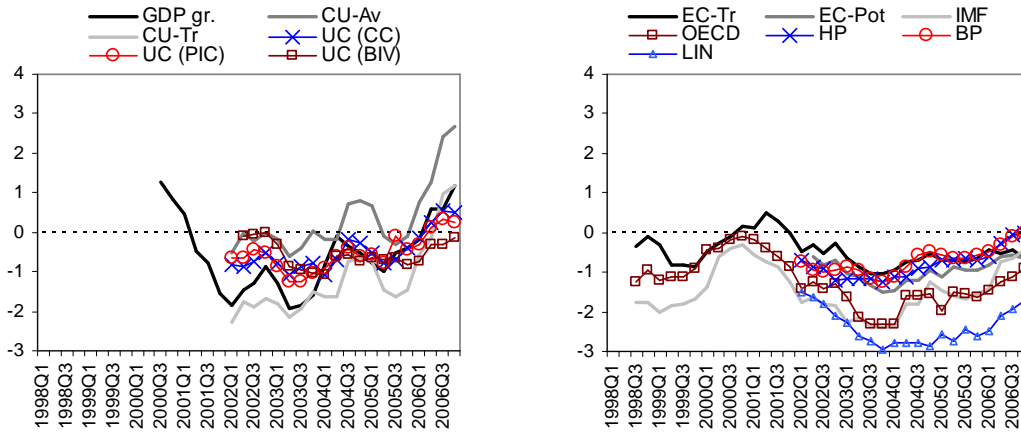 GDP gr. CU-Av
CU-Tr UC (CC)
UC (PIC) UC (BIV)
4
3
2
1
0
-1
-2
-3
1998Q1 1998Q3 1999Q1 1999Q3 2000Q1 2000Q3 2001Q1 2001Q3 2002Q1 2002Q3 2003Q1 2003Q3 2004Q1 2004Q3 2005Q1 2005Q3 2006Q1 2006Q3
EC-Tr EC-Pot IMF
OECD HP BP
LIN
4
3
2
1
0
-1
-2
-3
1998Q1 1998Q3 1999Q1 1999Q3 2000Q1 2000Q3 2001Q1 2001Q3 2002Q1 2002Q3 2003Q1 2003Q3 2004Q1 2004Q3 2005Q1 2005Q3 2006Q1 2006Q3